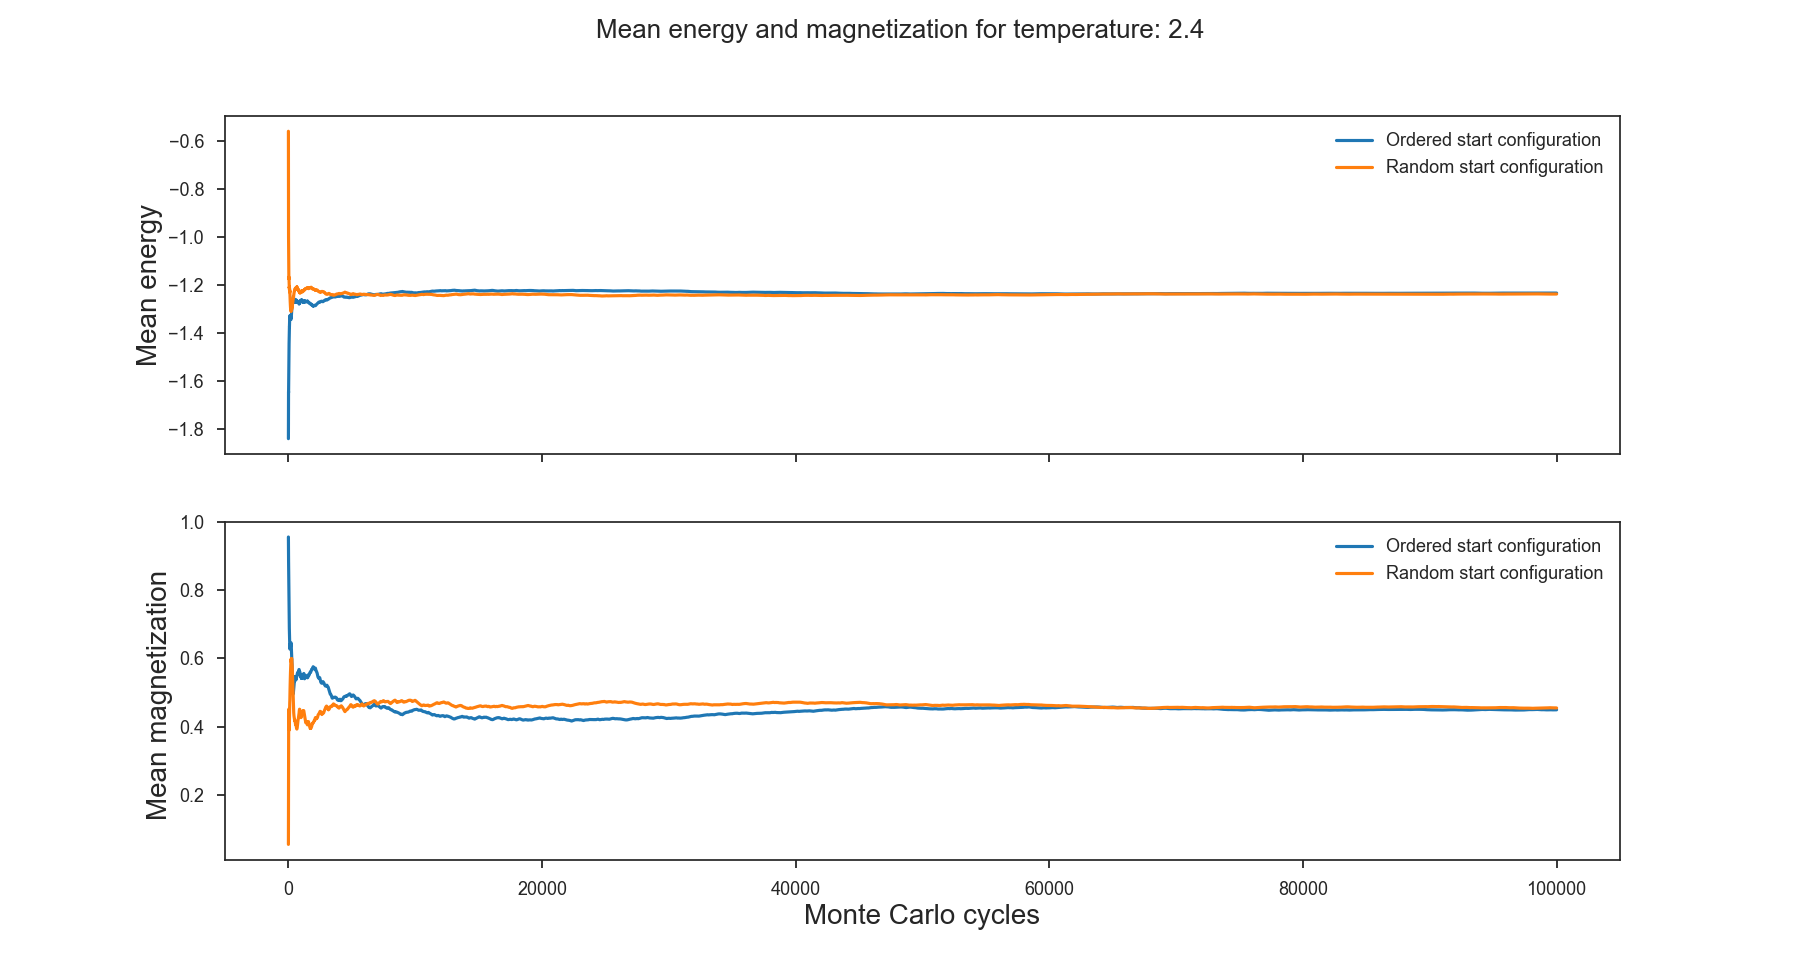 Mean energy and magnetization for temperature: 2.4
−0.6
−0.8
−1.0
−1.2
−1.4
−1.6
−1.8
Mean energy
Ordered start configuration
Random start configuration
1.0
0.8
0.6
0.4
0.2
Mean magnetization
Ordered start configuration
Random start configuration
0 20000 40000 60000 80000 100000
Monte Carlo cycles